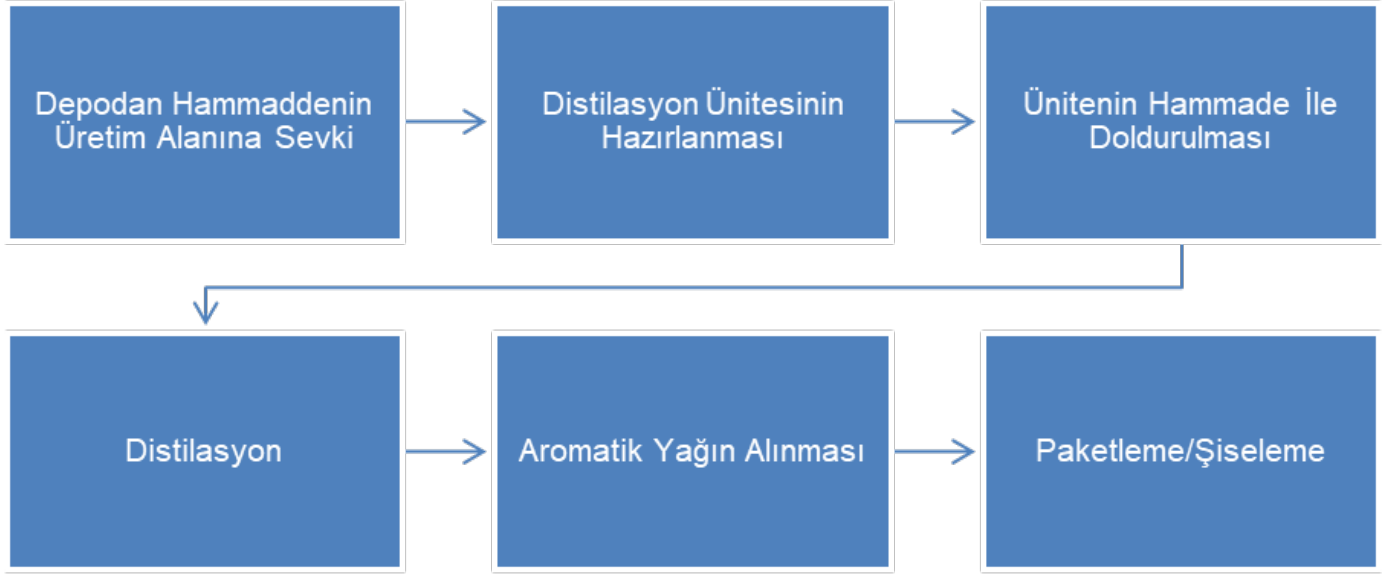 Depodan Hammaddenin
Üretim Alanına Sevki
Distilasyon Ünitesinin
Hazırlanması
Ünitenin Hammade İle
Doldurulması
Distilasyon
Aromatik Yağın Alınması
Paketleme/Şiseleme